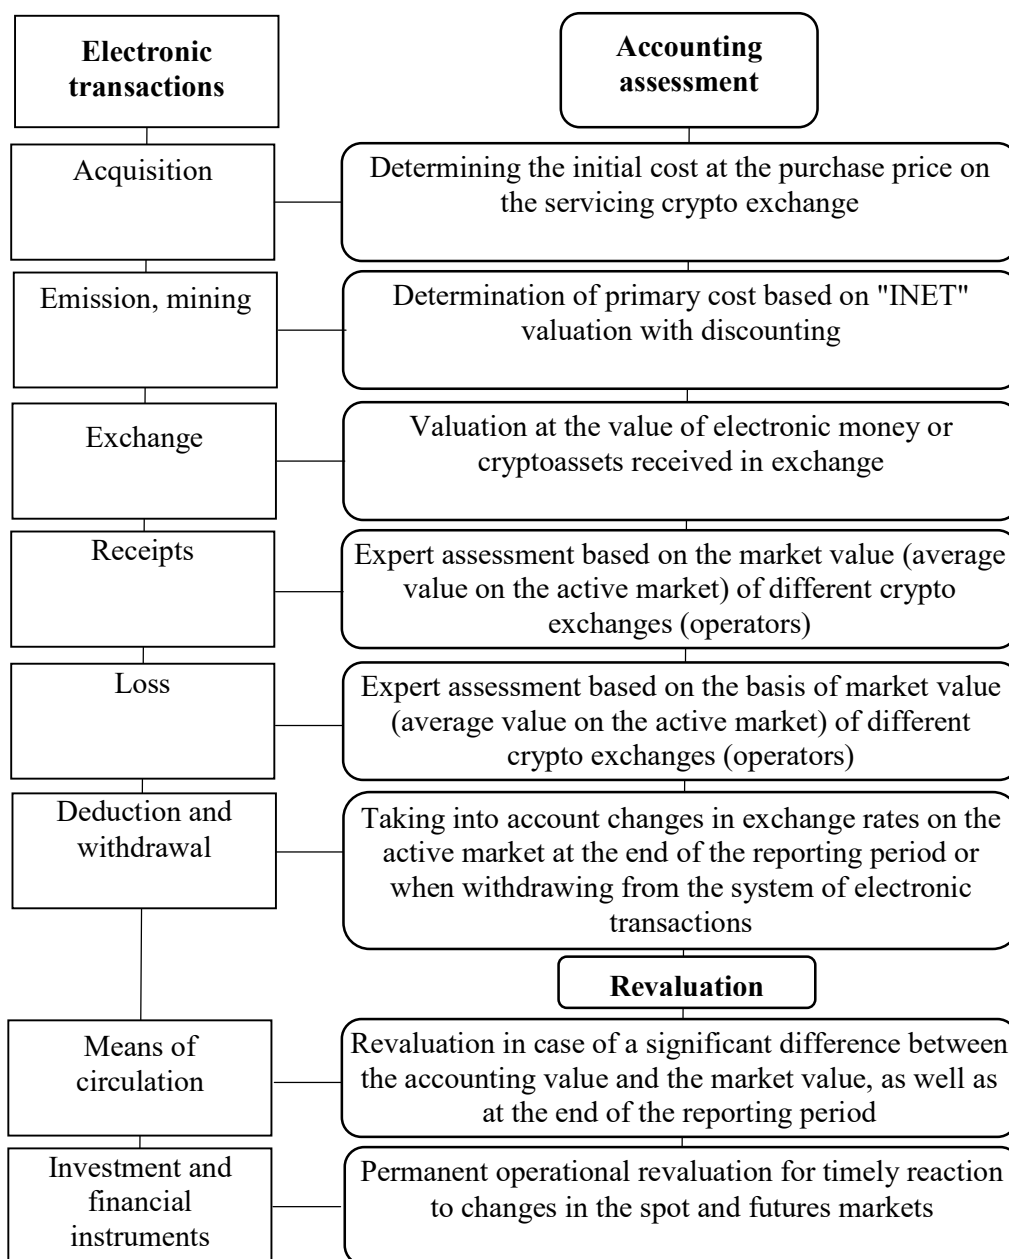 Electronic
transactions
Accounting
assessment
Acquisition
Determining the initial cost at the purchase price on
the servicing crypto exchange
Emission, mining
Determination of primary cost based on "INET"
valuation with discounting
Exchange
Valuation at the value of electronic money or
cryptoassets received in exchange
Receipts
Expert assessment based on the market value (average
value on the active market) of different crypto
exchanges (operators)
Loss
Expert assessment based on the basis of market value
(average value on the active market) of different
crypto exchanges (operators)
Deduction and
withdrawal
Taking into account changes in exchange rates on the
active market at the end of the reporting period or
when withdrawing from the system of electronic
transactions
Revaluation
Means of
circulation
Revaluation in case of a significant difference between
the accounting value and the market value, as well as
at the end of the reporting period
Investment and
financial
instruments
Permanent operational revaluation for timely reaction
to changes in the spot and futures markets